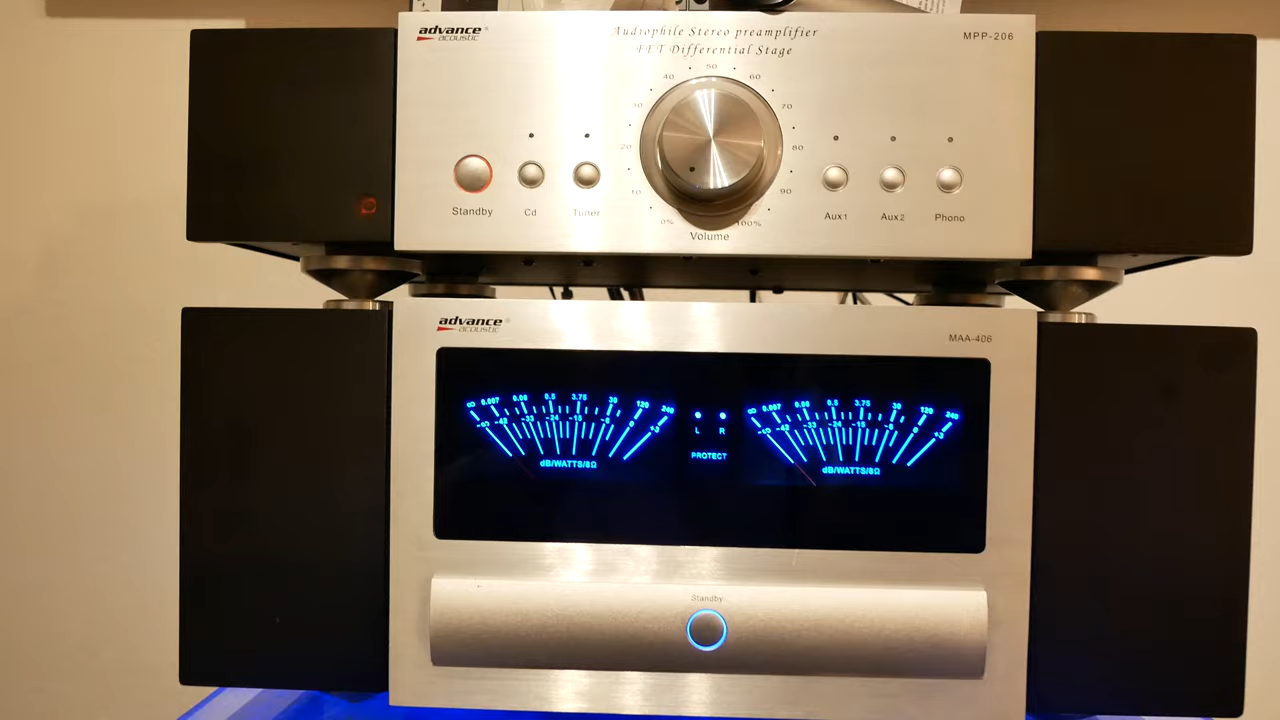 advance
acoustic
Audiophile Stereo preamplifier
FET Differential Stage
MPP-206
0% 10 20 30 40 50 60 70 80 90 100%
Standby
Cd
Tuner
Volume
Aux1
Aux2
Phono
advance
acoustic
MAA-406
∞ 0.007 0.06 0.5 3.75 30 120 240
-∞ -42 -33 -24 -15 -6 0 +3
dB/WATTS/8Ω
L R
PROTECT
∞ 0.007 0.06 0.5 3.75 30 120 240
-∞ -42 -33 -24 -15 -6 0 +3
dB/WATTS/8Ω
Standby